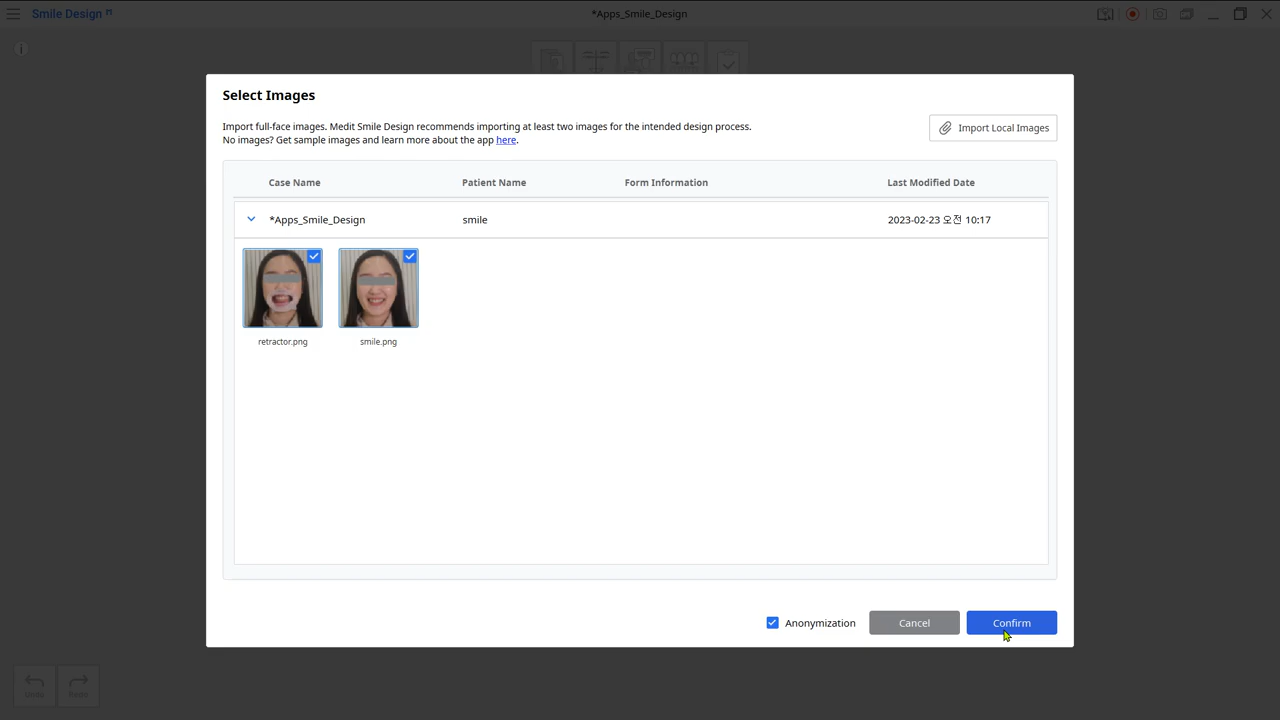 Smile Design
*Apps_Smile_Design
Select Images
Import full-face images. Medit Smile Design recommends importing at least two images for the intended design process.
No images? Get sample images and learn more about the app here.
Import Local Images
Case Name Patient Name Form Information Last Modified Date
*Apps_Smile_Design smile 2023-02-23 오전 10:17
retractor.png smile.png
Anonymization Cancel Confirm
Undo Redo